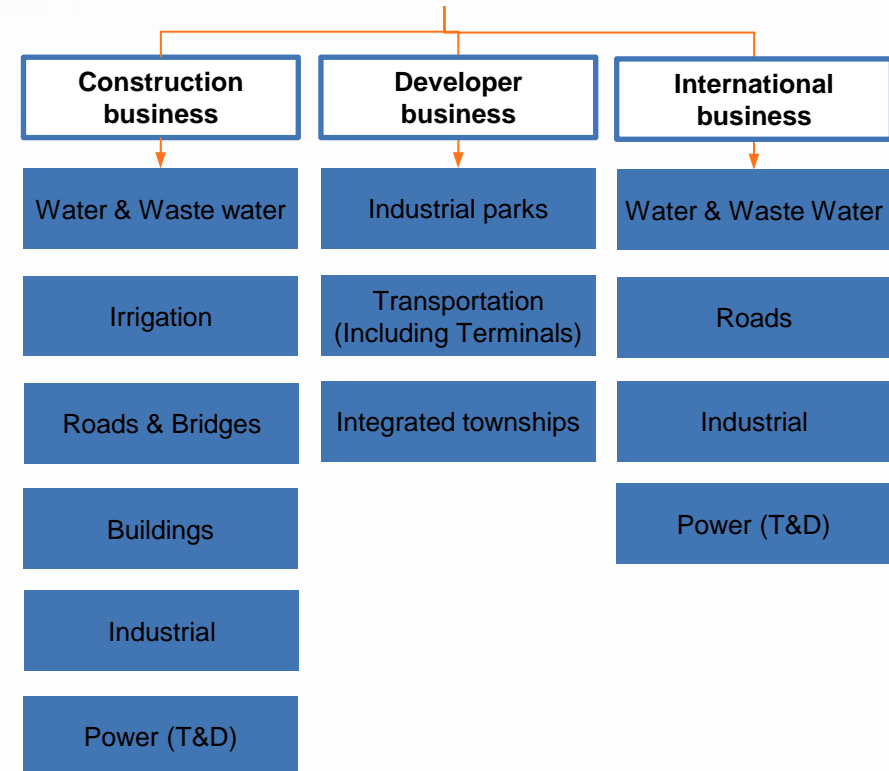 Construction
business
Water & Waste water
Irrigation
Roads & Bridges
Buildings
Industrial
Power (T&D)
Developer
business
Industrial parks
Transportation
(Including Terminals)
Integrated townships
International
business
Water & Waste Water
Roads
Industrial
Power (T&D)